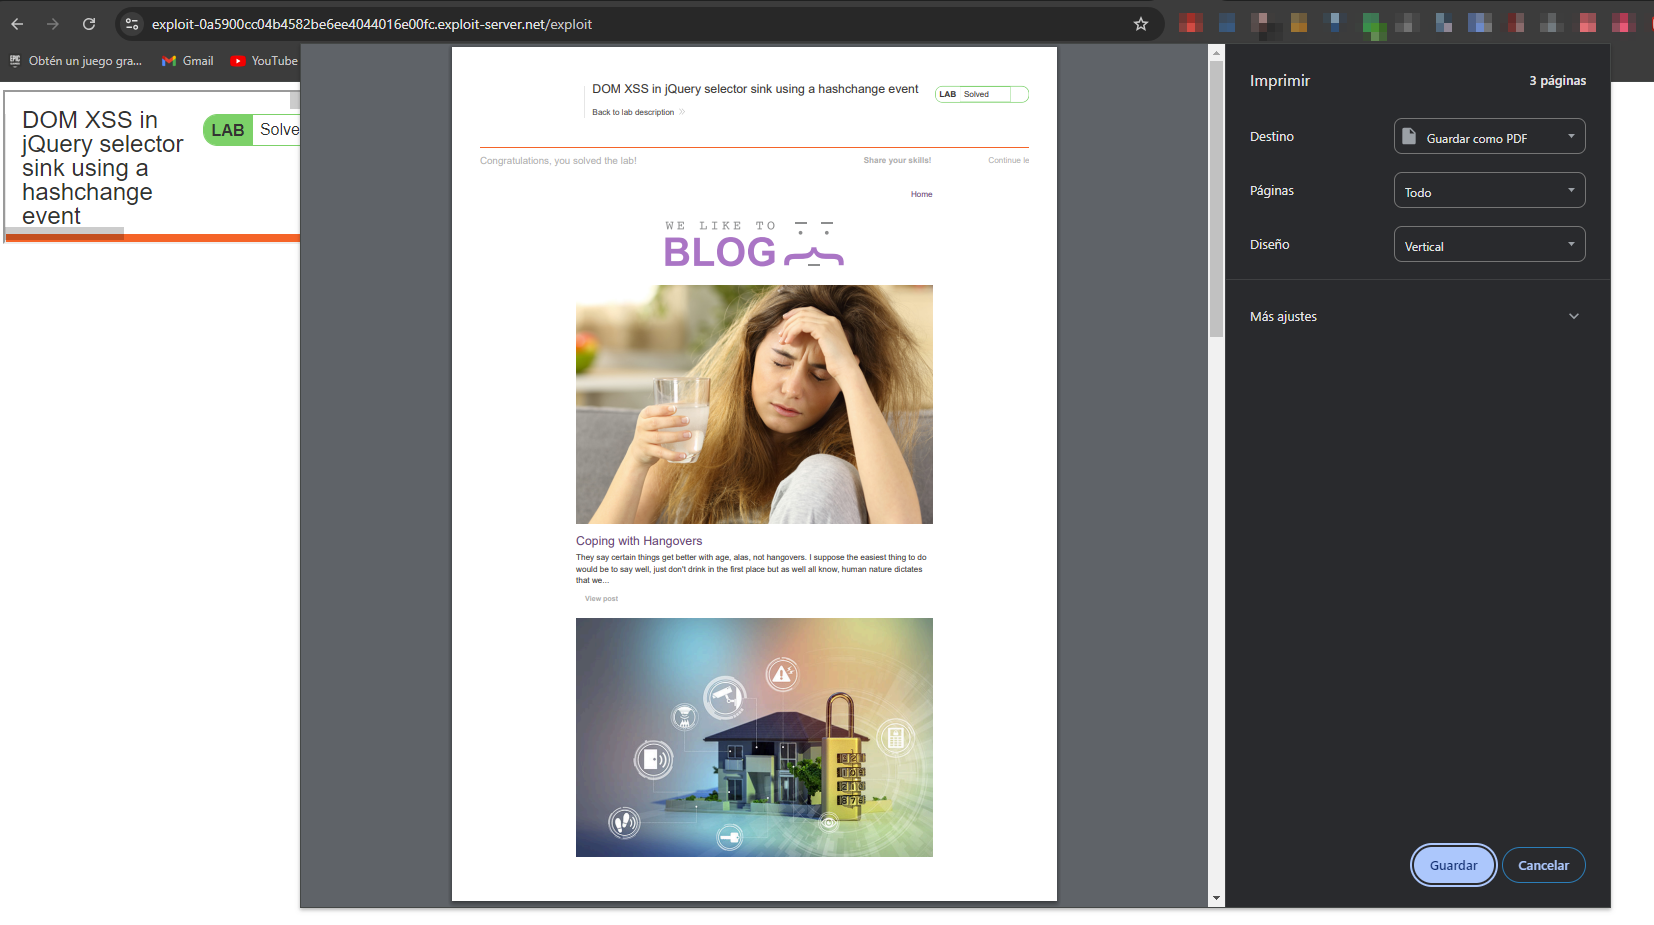 exploit-0a5900cc04b4582be6ee4044016e00fc.exploit-server.net/exploit
EPIC
Obtén un juego gra...
Gmail
YouTube
DOM XSS in
jQuery selector
sink using a
hashchange
event
LAB
Solve
DOM XSS in jQuery selector sink using a hashchange event
Back to lab description
LAB Solved
Congratulations, you solved the lab!
Share your skills!
Continue le
Home
WE LIKE TO
BLOG
Coping with Hangovers
They say certain things get better with age, alas, not hangovers. I suppose the easiest thing to do
would be to say well, just don't drink in the first place but as well all know, human nature dictates
that we...
View post
Imprimir
3 páginas
Destino
Guardar como PDF
Páginas
Todo
Diseño
Vertical
Más ajustes
Guardar
Cancelar